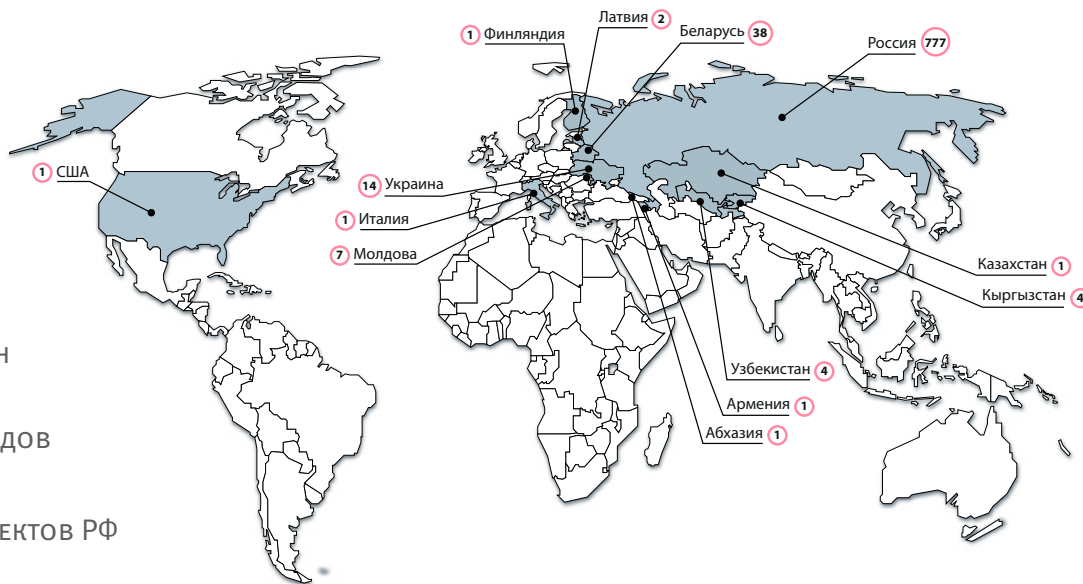 Латвия 2
1 Финляндия
Беларусь 38
Россия 777
1 США
14 Украина
1 Италия
7 Молдова
Казахстан 1
Кыргызстан 4
Узбекистан 4
Армения 1
Абхазия 1
н
дов
ектов РФ